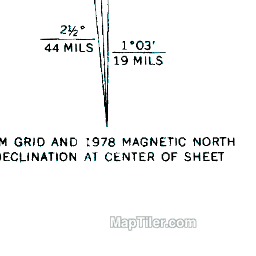 2½°
44 MILS
1°03′
19 MILS
M GRID AND 1978 MAGNETIC NORTH
DECLINATION AT CENTER OF SHEET
MapTiler.com